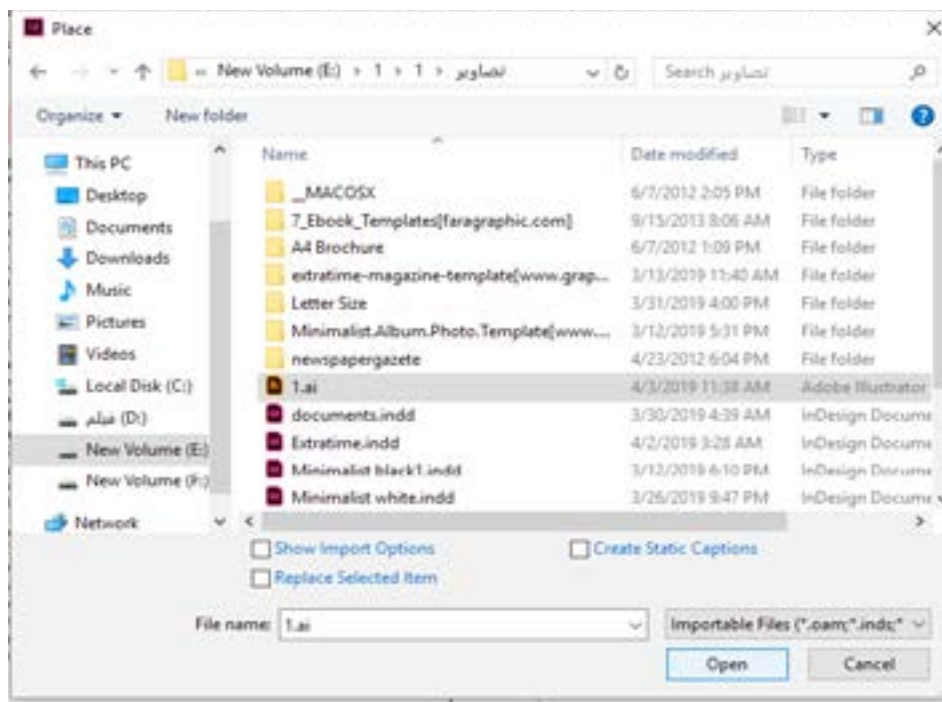 Place
« New Volume (E:) › 1 › 1 › تصاویر
Search تصاویر
Organize
New folder
Name Date modified Type
This PC
Desktop
Documents
Downloads
Music
Pictures
Videos
Local Disk (C:)
فیلم (D:)
New Volume (E:)
New Volume (F:)
Network
__MACOSX 6/7/2012 2:05 PM File folder
7_Ebook_Templates[faragraphic.com] 9/15/2013 8:06 AM File folder
A4 Brochure 6/7/2012 1:09 PM File folder
extratime-magazine-template[www.grap... 3/13/2019 11:40 AM File folder
Letter Size 3/31/2019 4:00 PM File folder
Minimalist.Album.Photo.Template[www.... 3/12/2019 5:31 PM File folder
newspapergazete 4/23/2012 6:04 PM File folder
1.ai 4/3/2019 11:38 AM Adobe Illustrator
documents.indd 3/30/2019 4:39 AM InDesign Docume
Extratime.indd 4/2/2019 3:28 AM InDesign Docume
Minimalist black1.indd 3/12/2019 6:10 PM InDesign Docume
Minimalist white.indd 3/26/2019 9:47 PM InDesign Docume
Show Import Options
Create Static Captions
Replace Selected Item
File name: 1.ai
Importable Files (*.oam;*.inds;*
Open
Cancel